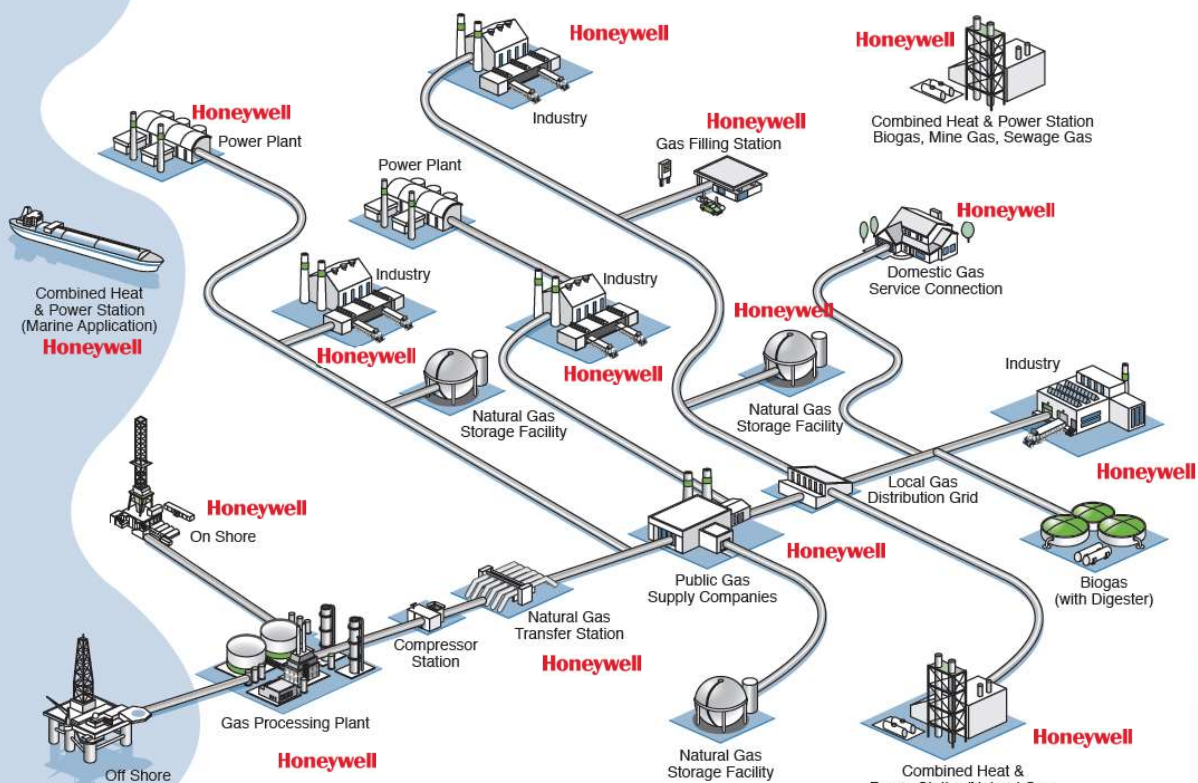 Honeywell
Industry
Honeywell
Combined Heat & Power Station
Biogas, Mine Gas, Sewage Gas
Honeywell
Power Plant
Honeywell
Gas Filling Station
Power Plant
Honeywell
Domestic Gas
Service Connection
Combined Heat
& Power Station
(Marine Application)
Honeywell
Industry
Honeywell
Industry
Honeywell
Honeywell
Natural Gas
Storage Facility
Natural Gas
Storage Facility
Industry
Honeywell
Honeywell
On Shore
Local Gas
Distribution Grid
Honeywell
Public Gas
Supply Companies
Biogas
(with Digester)
Natural Gas
Transfer Station
Honeywell
Compressor
Station
Gas Processing Plant
Honeywell
Off Shore
Natural Gas
Storage Facility
Honeywell
Combined Heat &